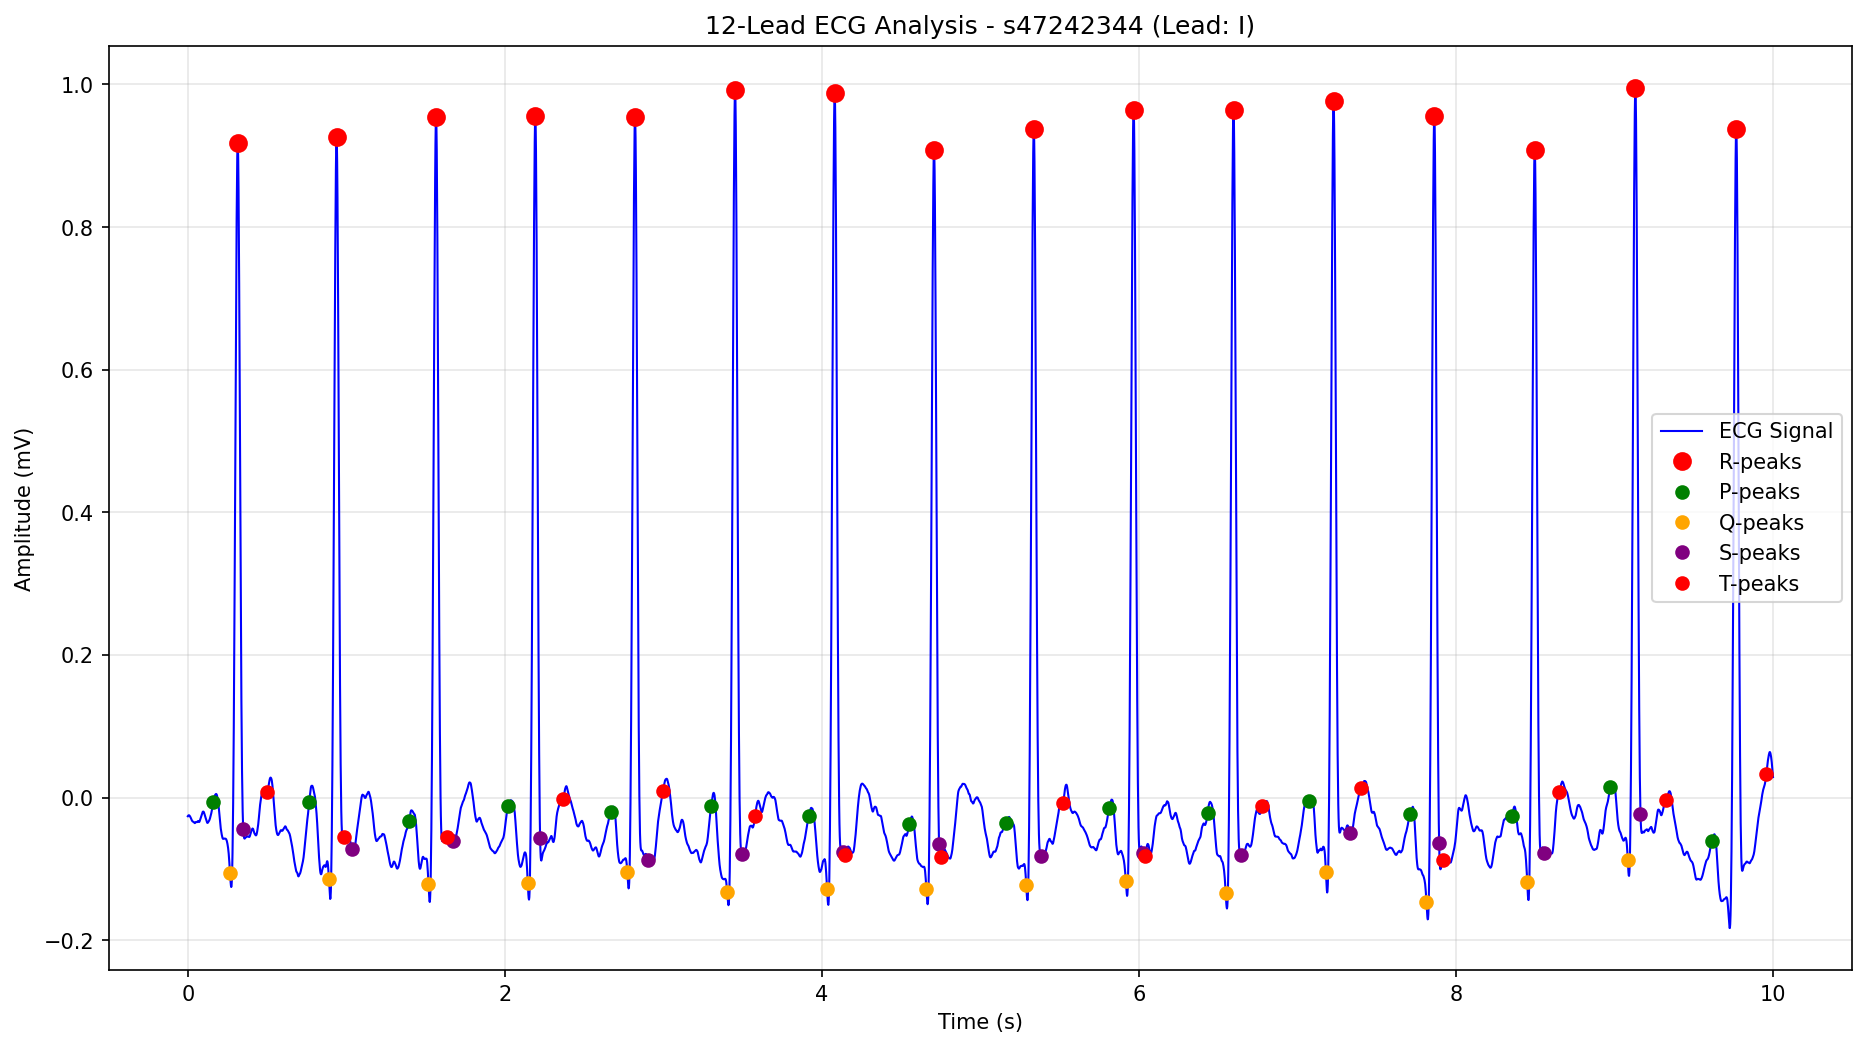 12-Lead ECG Analysis - s47242344 (Lead: I)
Amplitude (mV)
1.0
0.8
0.6
0.4
0.2
0.0
−0.2
ECG Signal
R-peaks
P-peaks
Q-peaks
S-peaks
T-peaks
0 2 4 6 8 10
Time (s)